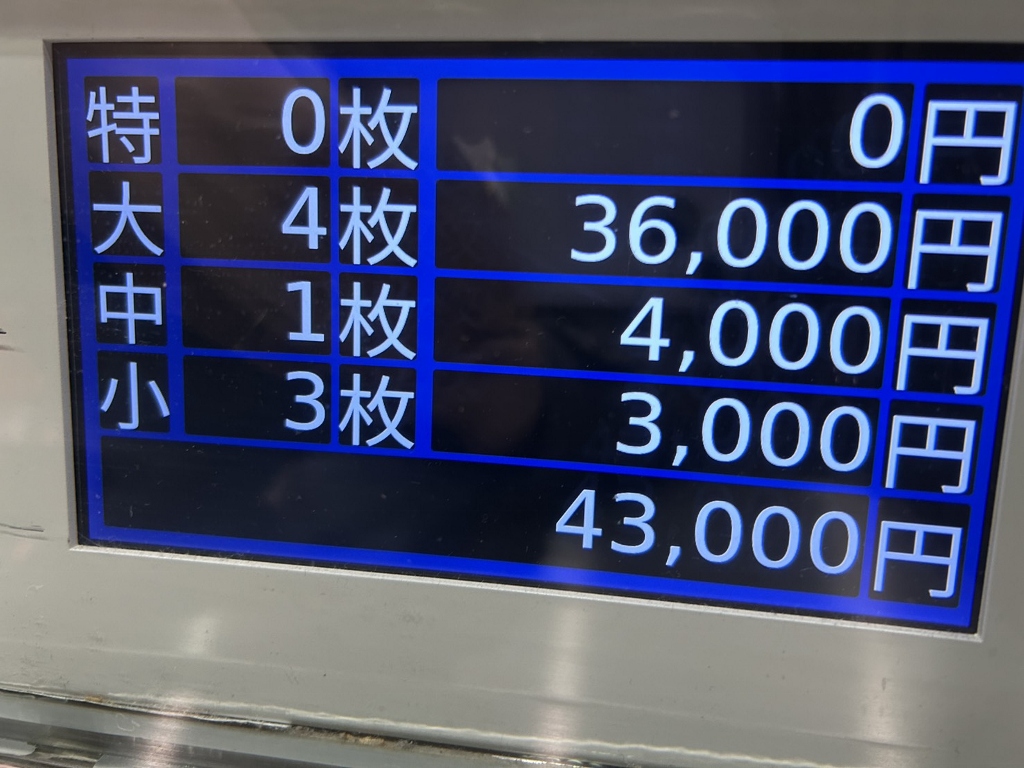 特 0枚 0円
大 4枚 36,000円
中 1枚 4,000円
小 3枚 3,000円
43,000円